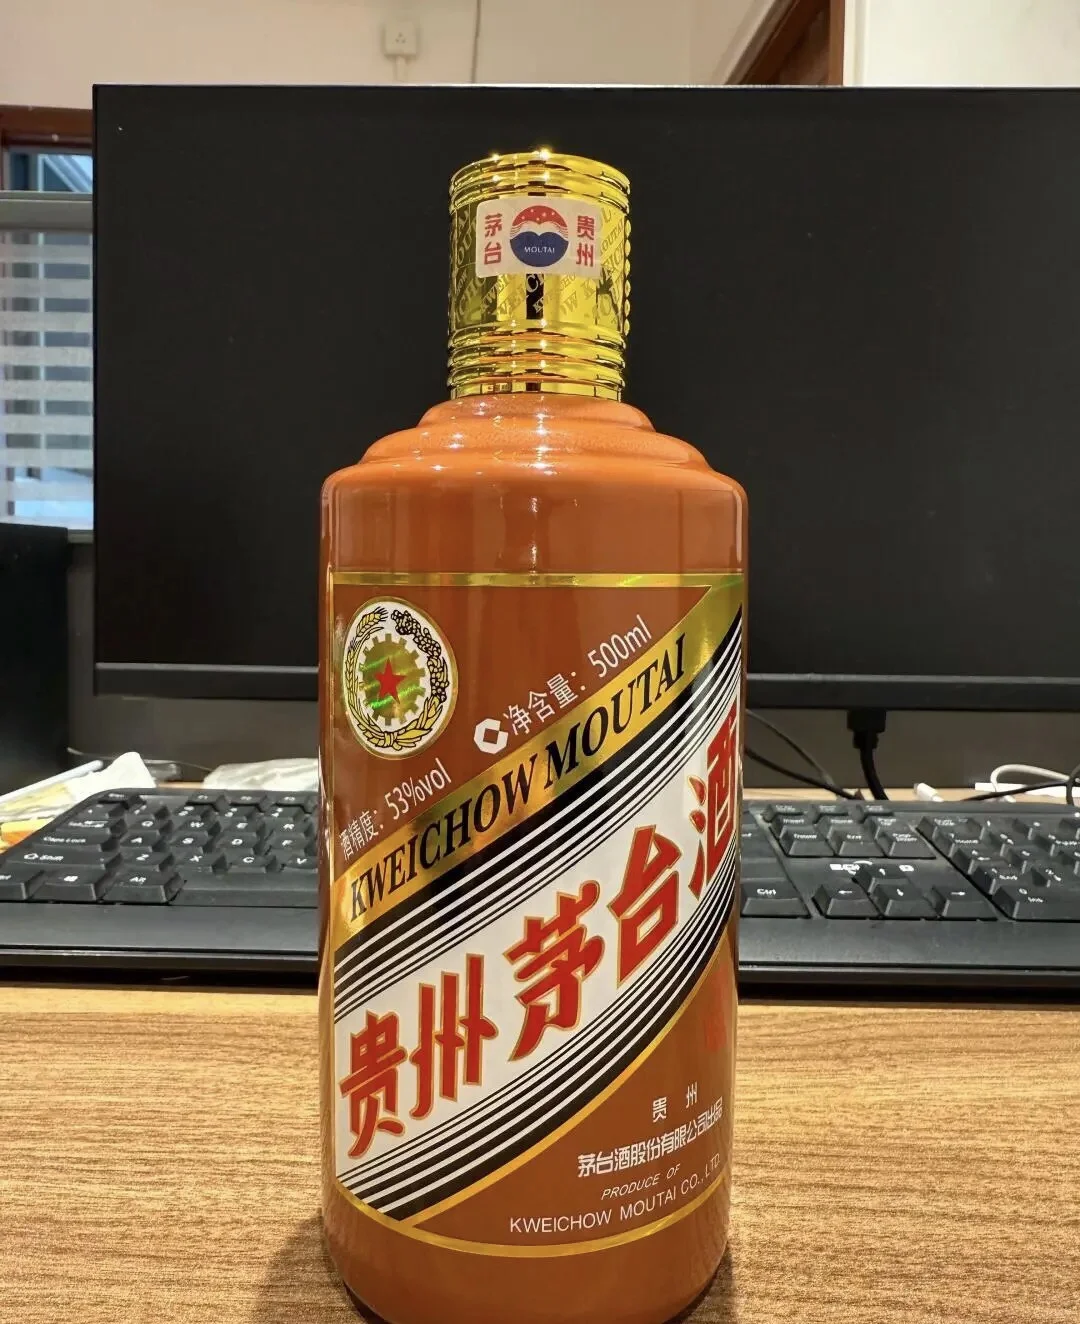 茅台
贵州
MOUTAI
净含量：500ml
酒精度：53%vol
KWEICHOW MOUTAI
贵州茅台酒
贵州
茅台酒股份有限公司出品
PRODUCE OF
KWEICHOW MOUTAI CO., LTD.